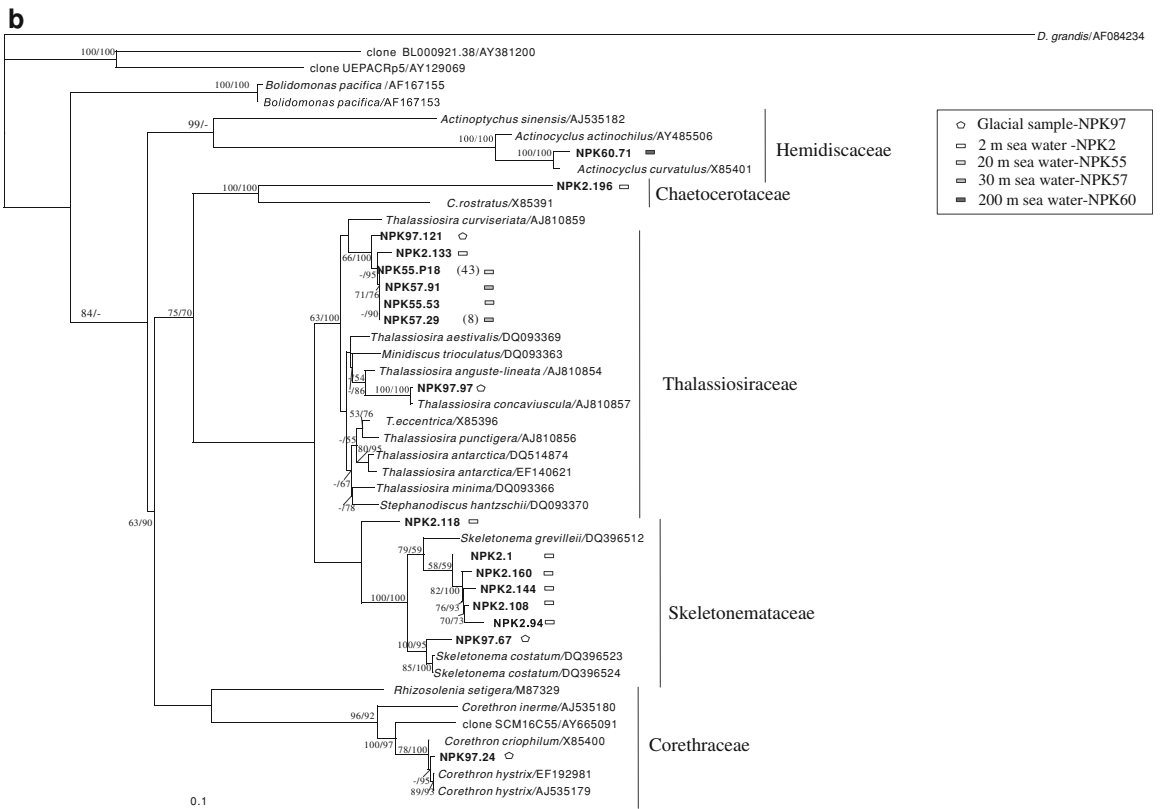 b
D. grandis/AF084234
100/100
clone BL000921.38/AY381200
clone UEPACRp5/AY129069
100/100
Bolidomonas pacifica /AF167155
Bolidomonas pacifica/AF167153
99/-
Actinoptychus sinensis/AJ535182
100/100
Actinocyclus actinochilus/AY485506
100/100
NPK60.71
Actinocyclus curvatulus/X85401
Hemidiscaceae
Glacial sample-NPK97
2 m sea water -NPK2
20 m sea water-NPK55
30 m sea water-NPK57
200 m sea water-NPK60
100/100
NPK2.196
C.rostratus/X85391
Chaetocerotaceae
Thalassiosira curviseriata/AJ810859
NPK97.121
66/100
NPK2.133
-/95
NPK55.P18 (43)
71/76
NPK57.91
NPK55.53
-/90
NPK57.29 (8)
84/-
75/70
63/100
Thalassiosira aestivalis/DQ093369
Minidiscus trioculatus/DQ093363
-/54
Thalassiosira anguste-lineata /AJ810854
-/86
100/100
NPK97.97
Thalassiosira concaviuscula/AJ810857
53/76
T.eccentrica/X85396
-/55
Thalassiosira punctigera/AJ810856
80/95
Thalassiosira antarctica/DQ514874
Thalassiosira antarctica/EF140621
-/67
Thalassiosira minima/DQ093366
-/78
Stephanodiscus hantzschii/DQ093370
Thalassiosiraceae
63/90
NPK2.118
79/59
Skeletonema grevilleii/DQ396512
58/59
NPK2.1
NPK2.160
82/100
NPK2.144
76/93
NPK2.108
70/73
NPK2.94
100/100
100/95
NPK97.67
Skeletonema costatum/DQ396523
85/100
Skeletonema costatum/DQ396524
Skeletonemataceae
Rhizosolenia setigera/M87329
96/92
Corethron inerme/AJ535180
clone SCM16C55/AY665091
100/97
78/100
Corethron criophilum/X85400
NPK97.24
-/95
Corethron hystrix/EF192981
89/93
Corethron hystrix/AJ535179
Corethraceae
0.1